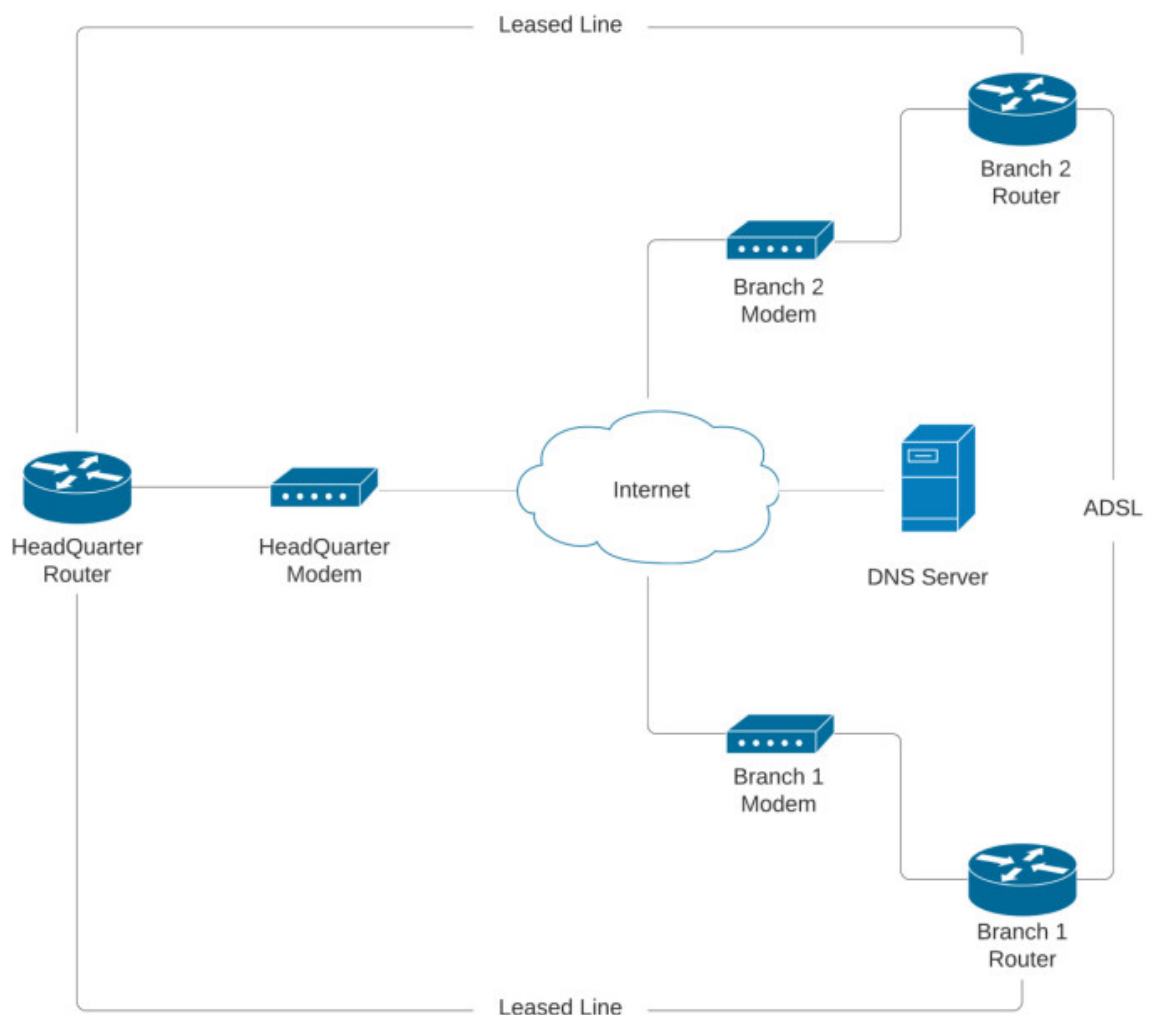 Leased Line
Branch 2
Router
Branch 2
Modem
Internet
ADSL
HeadQuarter
Router
HeadQuarter
Modem
DNS Server
Branch 1
Modem
Branch 1
Router
Leased Line